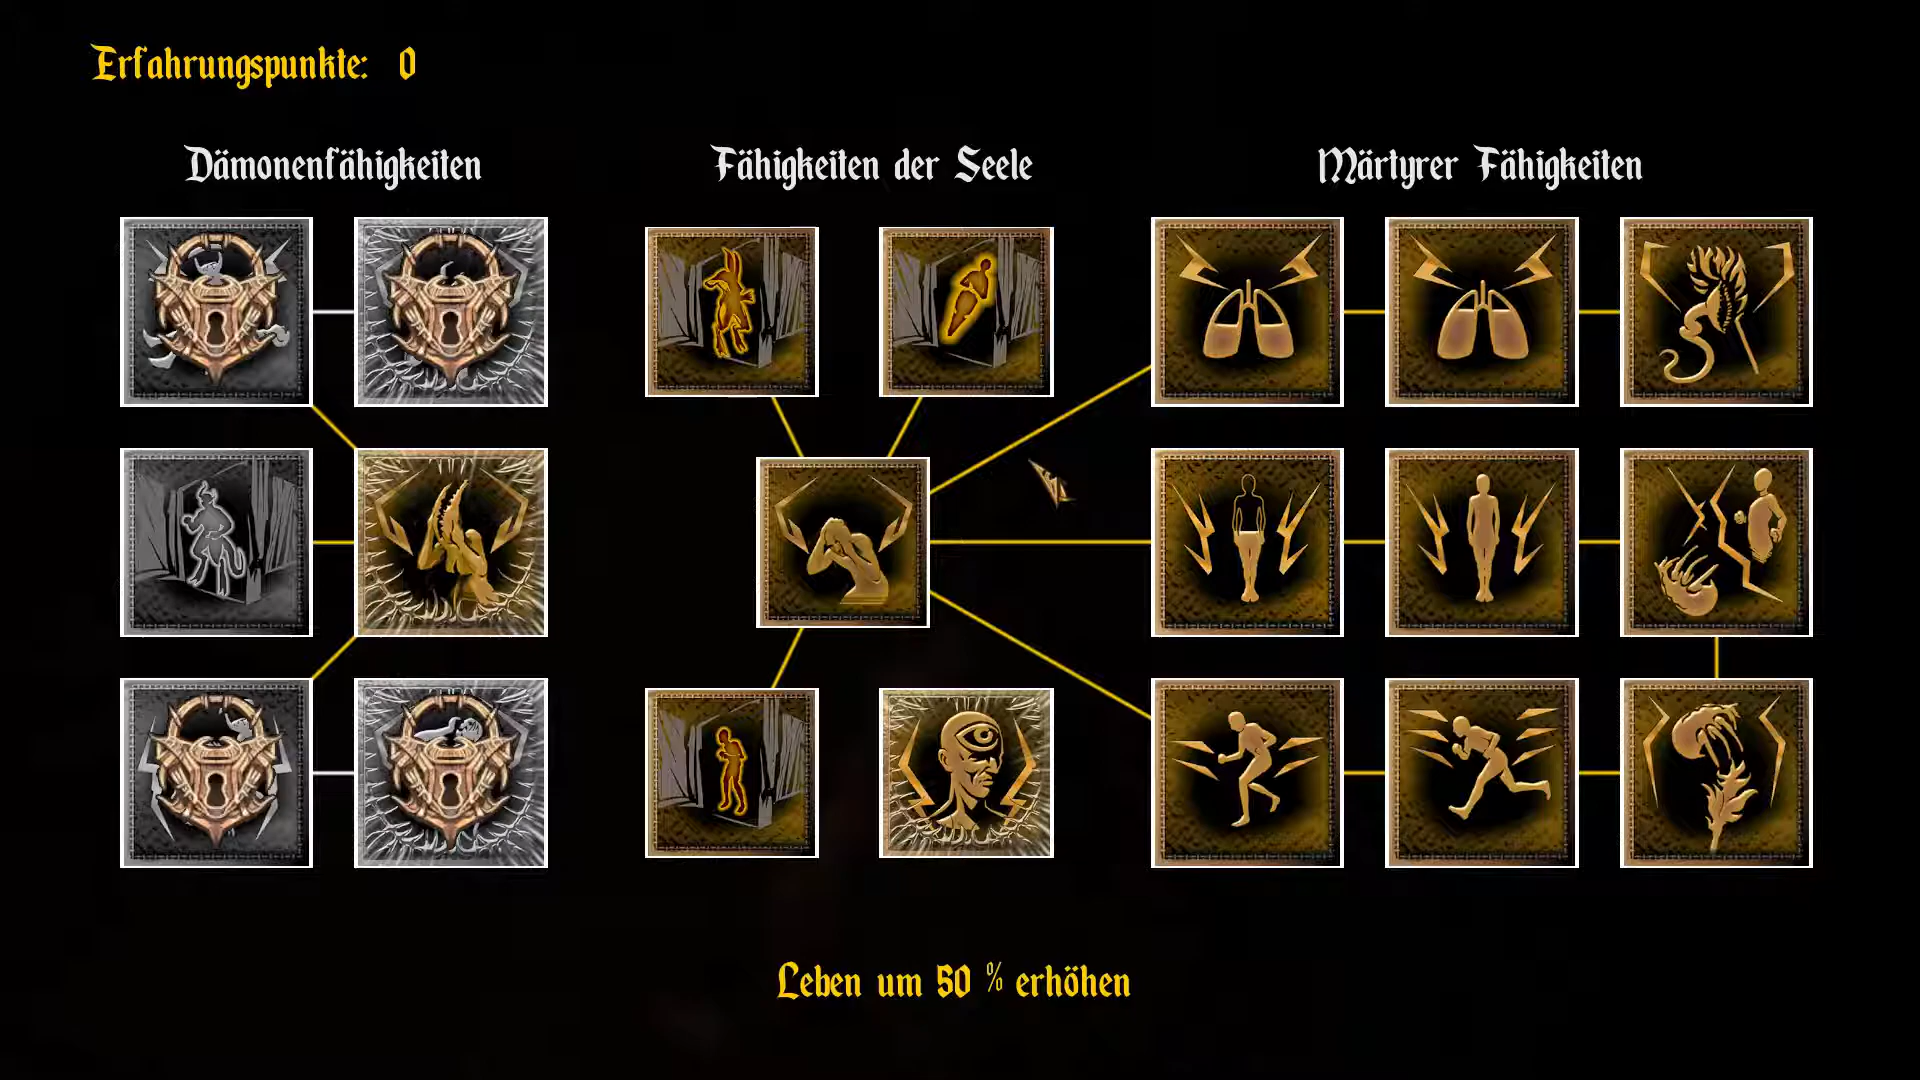 Erfahrungspunkte: 0
Dämonenfähigkeiten
Fähigkeiten der Seele
Märtyrer Fähigkeiten
Leben um 50 % erhöhen